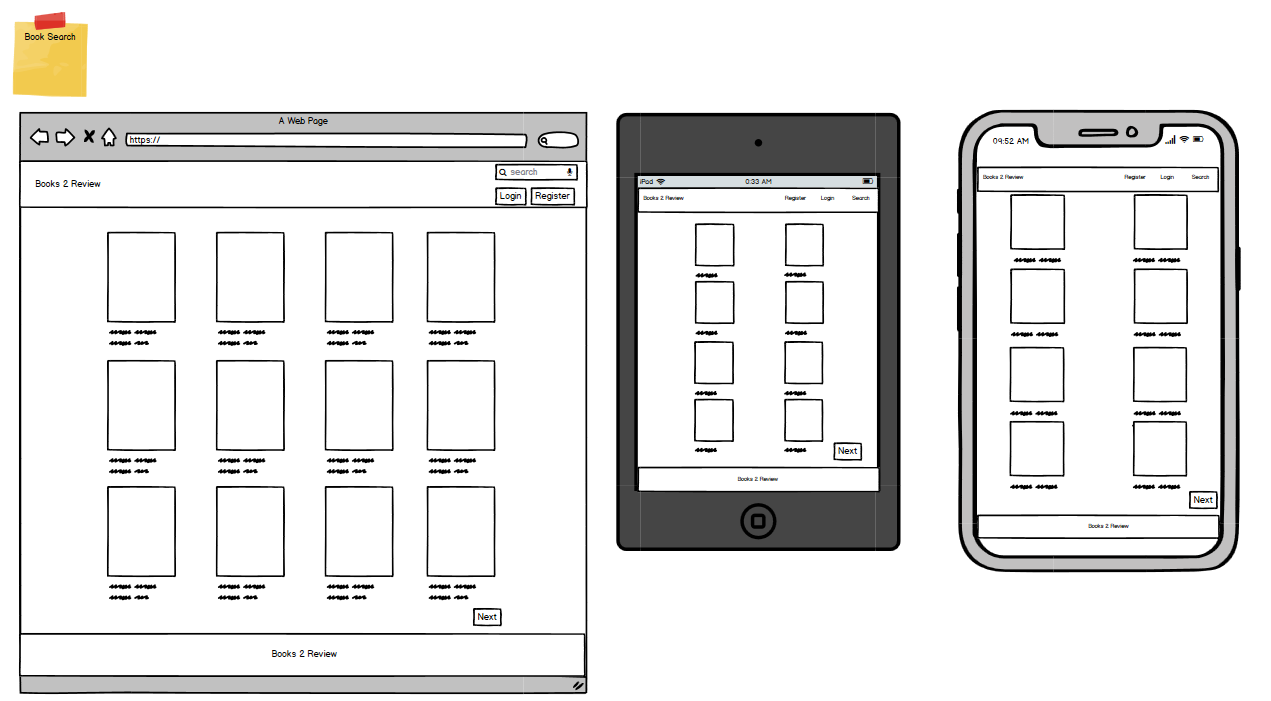 Book Search
A Web Page
https://
Books 2 Review
search
Login
Register
Next
Books 2 Review
iPod
0:33 AM
Books 2 Review
Register
Login
Search
Next
Books 2 Review
09:52 AM
Books 2 Review
Register
Login
Search
Next
Books 2 Review